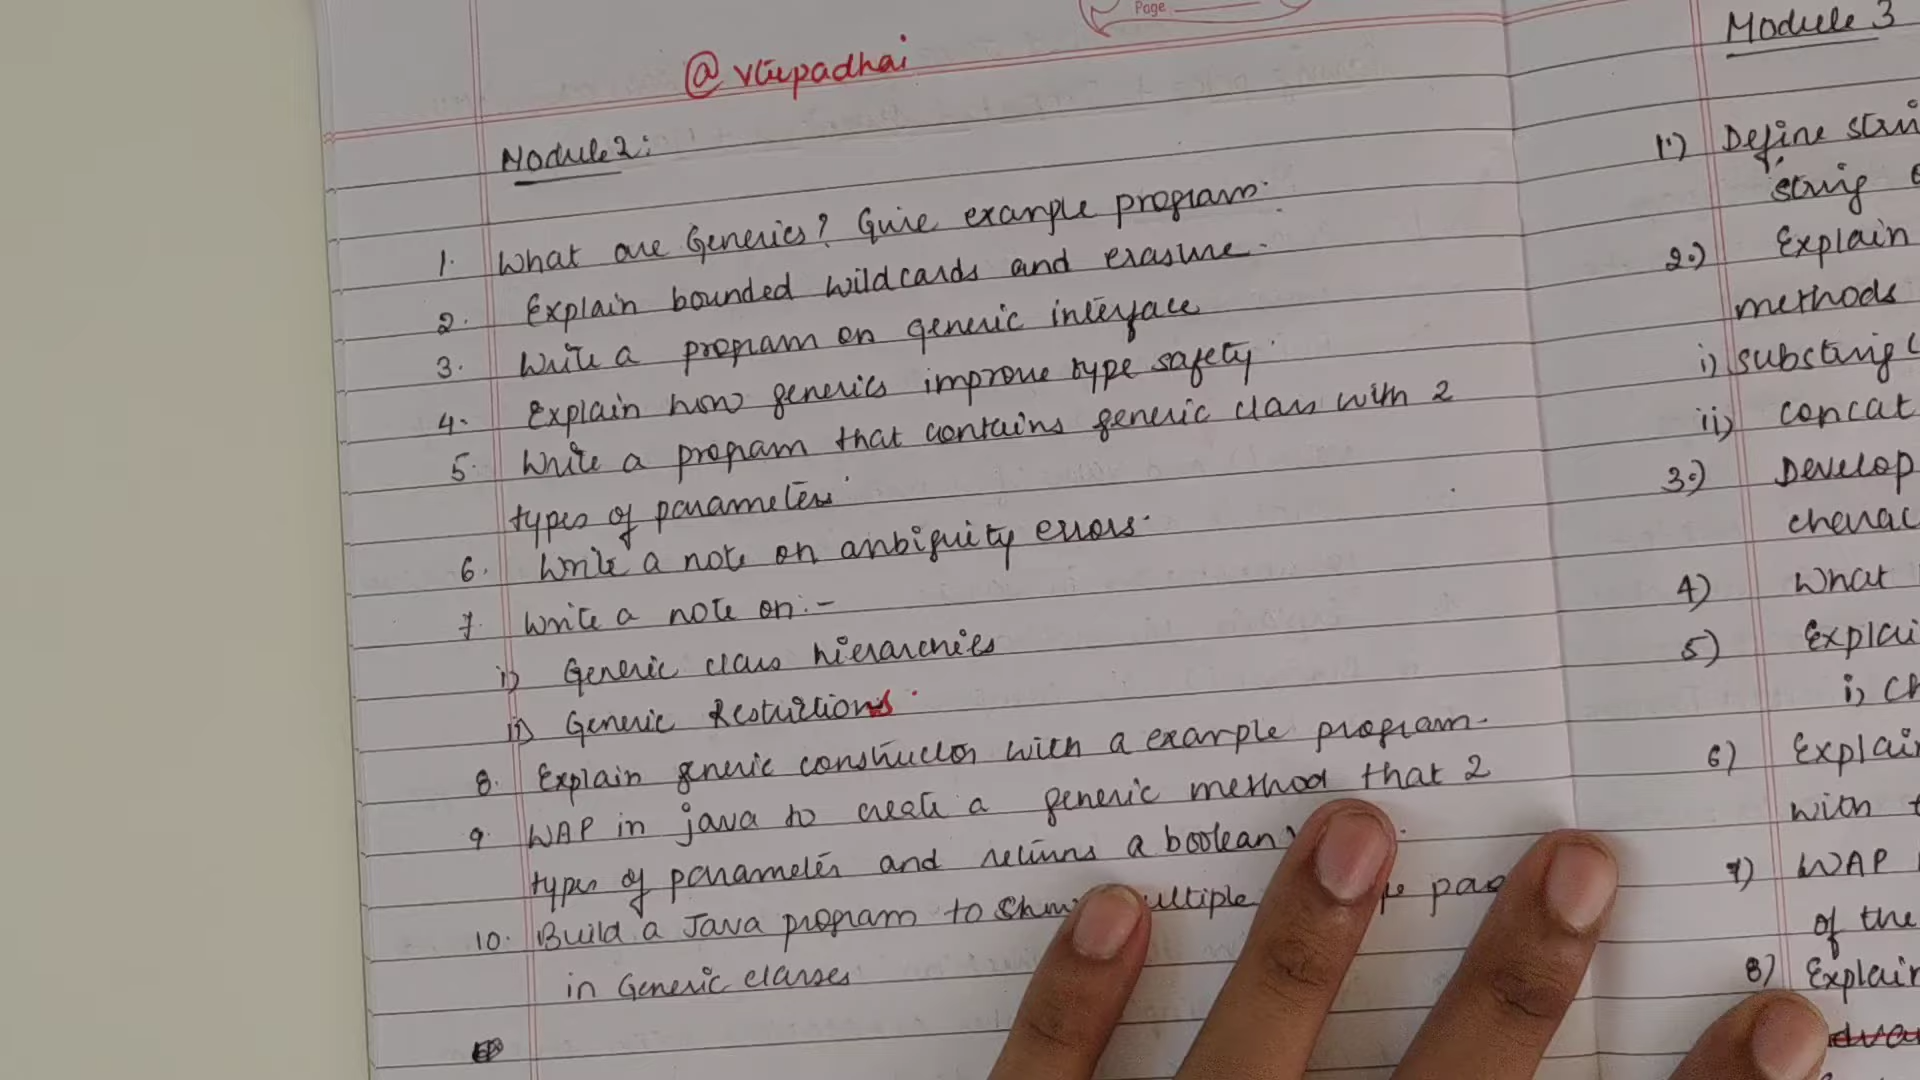 Page
@ vtupadhai
Module 2:
1. What are Generics? Give example program.
2. Explain bounded wildcards and erasure.
3. Write a program on generic interface
4. Explain how generics improve type safety.
5. Write a program that contains generic class with 2
types of parameters.
6. Write a note on ambiguity errors.
7. Write a note on :-
i) Generic class hierarchies
ii) Generic Restrictions.
8. Explain generic constructor with a example program.
9. WAP in java to create a generic method that 2
types of parameter and returns a boolean
10. Build a Java program to
in Generic classes
Module 3
1.)
Define
string
2.) Explain
methods
i) substring(
ii) concat
3.) Develop
4) What
5)
i)
6)
with
7) WAP
of the
8)